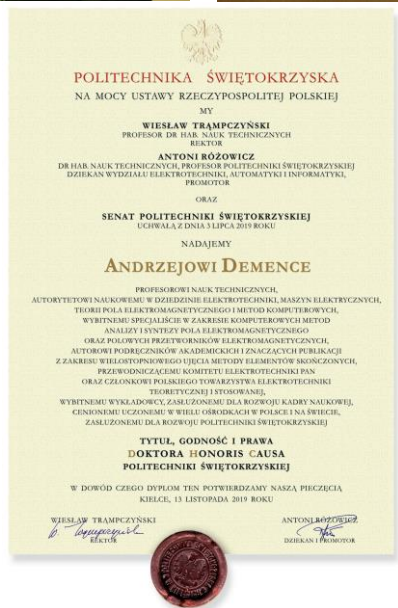 POLITECHNIKA ŚWIĘTOKRZYSKA
NA MOCY USTAWY RZECZYPOSPOLITEJ POLSKIEJ
MY
WIESŁAW TRĄMPCZYŃSKI
PROFESOR DR HAB. NAUK TECHNICZNYCH
REKTOR
ANTONI RÓŻOWICZ
DR HAB. NAUK TECHNICZNYCH, PROFESOR POLITECHNIKI ŚWIĘTOKRZYSKIEJ
DZIEKAN WYDZIAŁU ELEKTROTECHNIKI, AUTOMATYKI I INFORMATYKI,
PROMOTOR
ORAZ
SENAT POLITECHNIKI ŚWIĘTOKRZYSKIEJ
UCHWAŁĄ Z DNIA 3 LIPCA 2019 ROKU
NADAJEMY
ANDRZEJOWI DEMENCE
PROFESOROWI NAUK TECHNICZNYCH,
AUTORYTETOWI NAUKOWEMU W DZIEDZINIE ELEKTROTECHNIKI, MASZYN ELEKTRYCZNYCH,
TEORII POLA ELEKTROMAGNETYCZNEGO I METOD KOMPUTEROWYCH,
WYBITNEMU SPECJALIŚCIE W ZAKRESIE KOMPUTEROWYCH METOD
ANALIZY I SYNTEZY POLA ELEKTROMAGNETYCZNEGO
ORAZ POLOWYCH PRZETWORNIKÓW ELEKTROMAGNETYCZNYCH,
AUTOROWI PODRĘCZNIKÓW AKADEMICKICH I ZNACZĄCYCH PUBLIKACJI
Z ZAKRESU WIELOSTOPNIOWEGO UJĘCIA METODY ELEMENTÓW SKOŃCZONYCH,
PRZEWODNICZĄCEMU KOMITETU ELEKTROTECHNIKI PAN
ORAZ CZŁONKOWI POLSKIEGO TOWARZYSTWA ELEKTROTECHNIKI
TEORETYCZNEJ I STOSOWANEJ,
WYBITNEMU WYKŁADOWCY, ZASŁUŻONEMU DLA ROZWOJU KADRY NAUKOWEJ,
CENIONEMU UCZONEMU W WIELU OŚRODKACH W POLSCE I NA ŚWIECIE,
ZASŁUŻONEMU DLA ROZWOJU POLITECHNIKI ŚWIĘTOKRZYSKIEJ
TYTUŁ, GODNOŚĆ I PRAWA
DOKTORA HONORIS CAUSA
POLITECHNIKI ŚWIĘTOKRZYSKIEJ
W DOWÓD CZEGO DYPLOM TEN POTWIERDZAMY NASZĄ PIECZĘCIĄ
KIELCE, 13 LISTOPADA 2019 ROKU
WIESŁAW TRĄMPCZYŃSKI
REKTOR
ANTONI RÓŻOWICZ
DZIEKAN I PROMOTOR